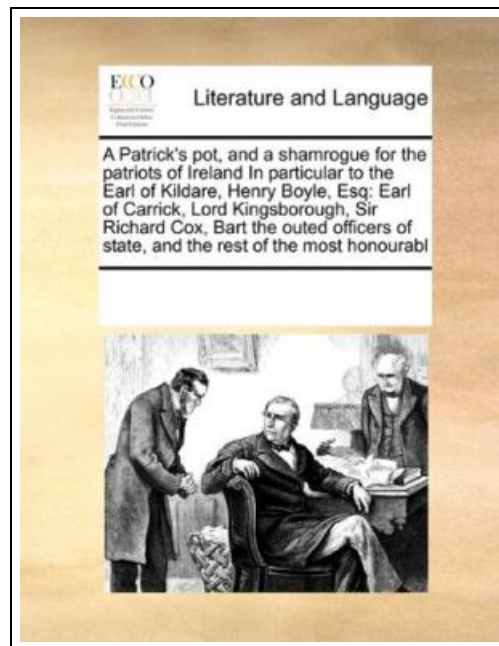 ECCO
Literature and Language
A Patrick's pot, and a shamrogue for the
patriots of Ireland In particular to the
Earl of Kildare, Henry Boyle, Esq: Earl
of Carrick, Lord Kingsborough, Sir
Richard Cox, Bart the outed officers of
state, and the rest of the most honourabl